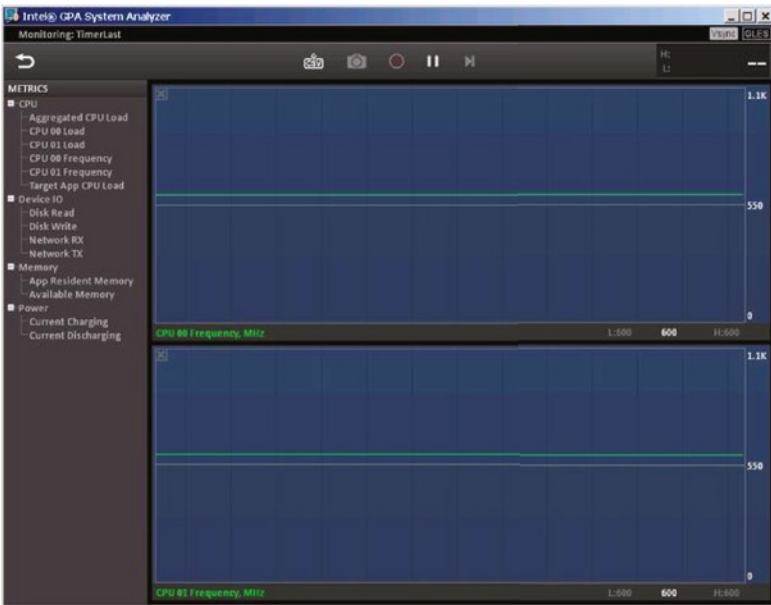 Intel® GPA System Analyzer
Monitoring: TimerLast
Vsync GLES
CSV
H:
L:
--
METRICS
CPU
Aggregated CPU Load
CPU 00 Load
CPU 01 Load
CPU 00 Frequency
CPU 01 Frequency
Target App CPU Load
Device IO
Disk Read
Disk Write
Network RX
Network TX
Memory
App Resident Memory
Available Memory
Power
Current Charging
Current Discharging
1.1K
550
0
CPU 00 Frequency, MHz L:600 600 H:600
1.1K
550
0
CPU 01 Frequency, MHz L:600 600 H:600